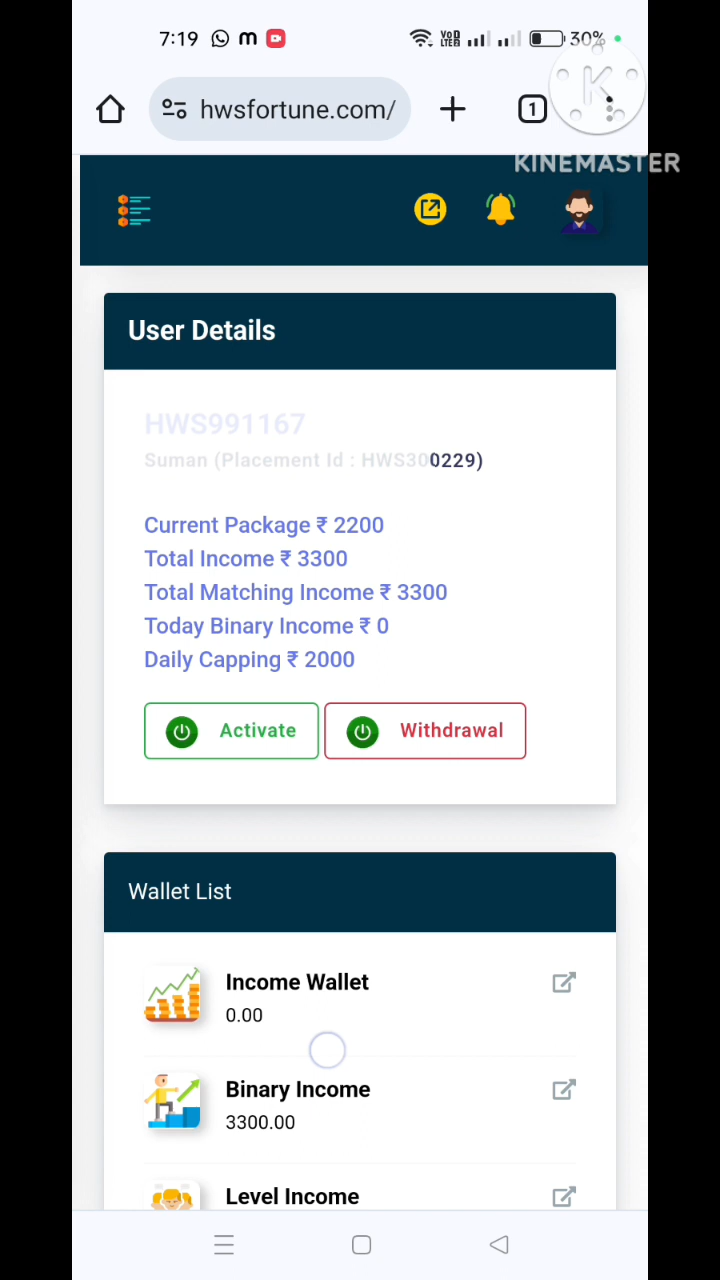 7:19
VoD LTE2
30%
hwsfortune.com/
1
K
KINEMASTER
User Details
HWS991167
Suman (Placement Id : HWS300229)
Current Package ₹ 2200
Total Income ₹ 3300
Total Matching Income ₹ 3300
Today Binary Income ₹ 0
Daily Capping ₹ 2000
Activate
Withdrawal
Wallet List
Income Wallet
0.00
Binary Income
3300.00
Level Income